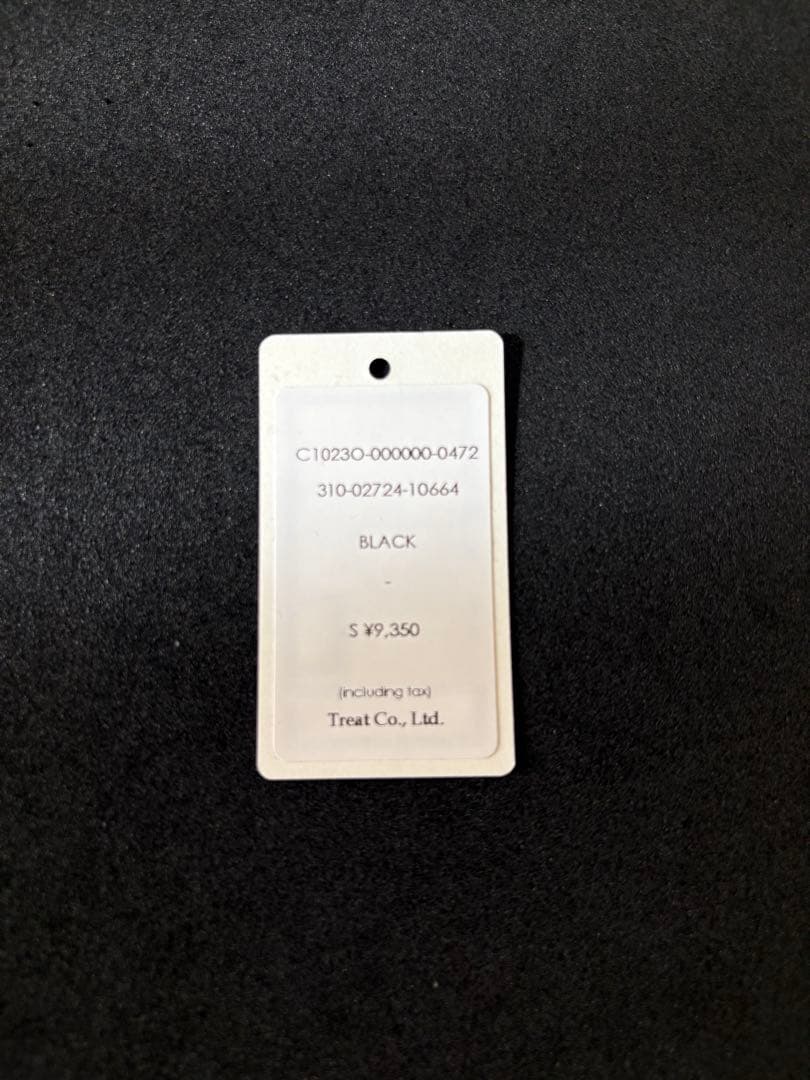 C1023O-000000-0472
310-02724-10664
BLACK
-
S ¥9,350
(including tax)
Treat Co., Ltd.